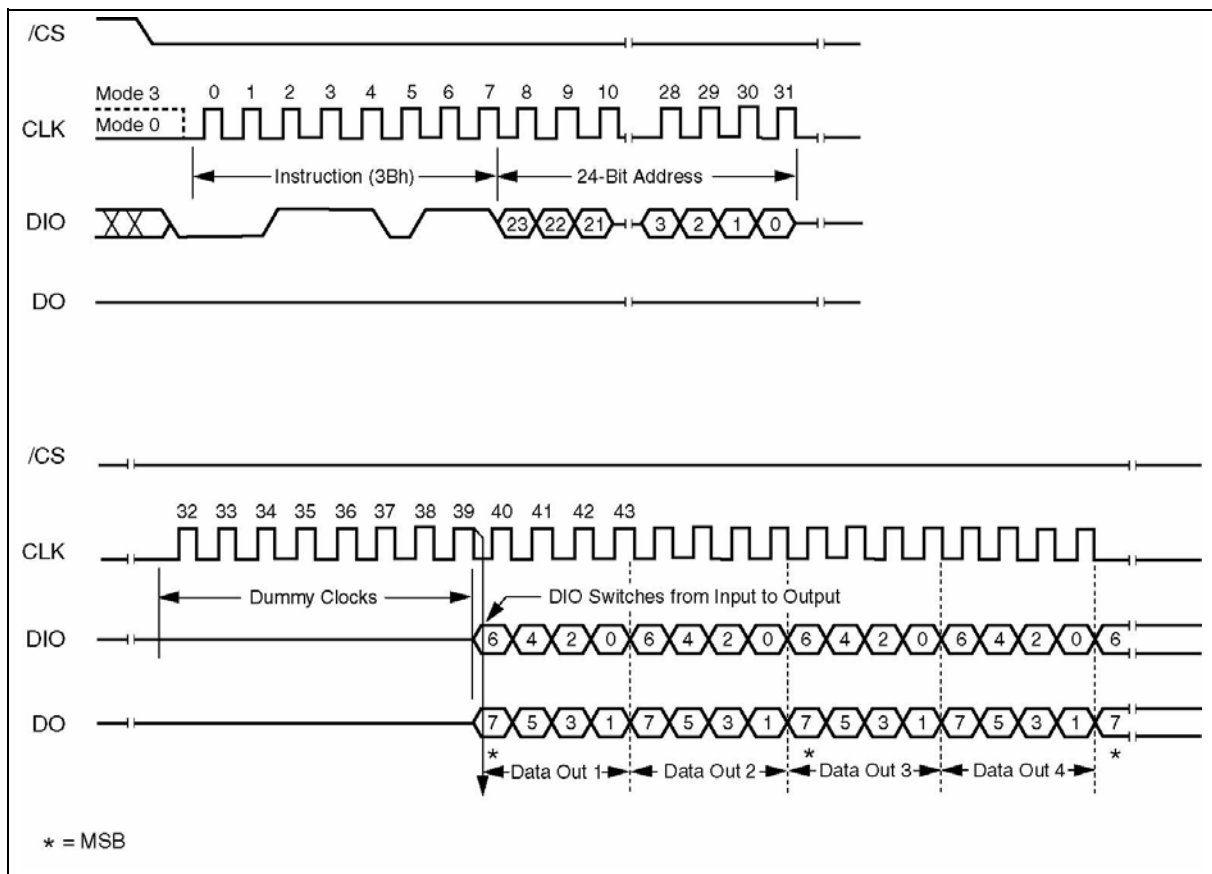 /CS
Mode 3 0 1 2 3 4 5 6 7 8 9 10 28 29 30 31
Mode 0
CLK
Instruction (3Bh) 24-Bit Address
DIO 23 22 21 3 2 1 0
DO
/CS
32 33 34 35 36 37 38 39 40 41 42 43
CLK
Dummy Clocks DIO Switches from Input to Output
DIO 6 4 2 0 6 4 2 0 6 4 2 0 6 4 2 0 6
DO 7 5 3 1 7 5 3 1 7 5 3 1 7 5 3 1 7
* * *
Data Out 1 Data Out 2 Data Out 3 Data Out 4
* = MSB